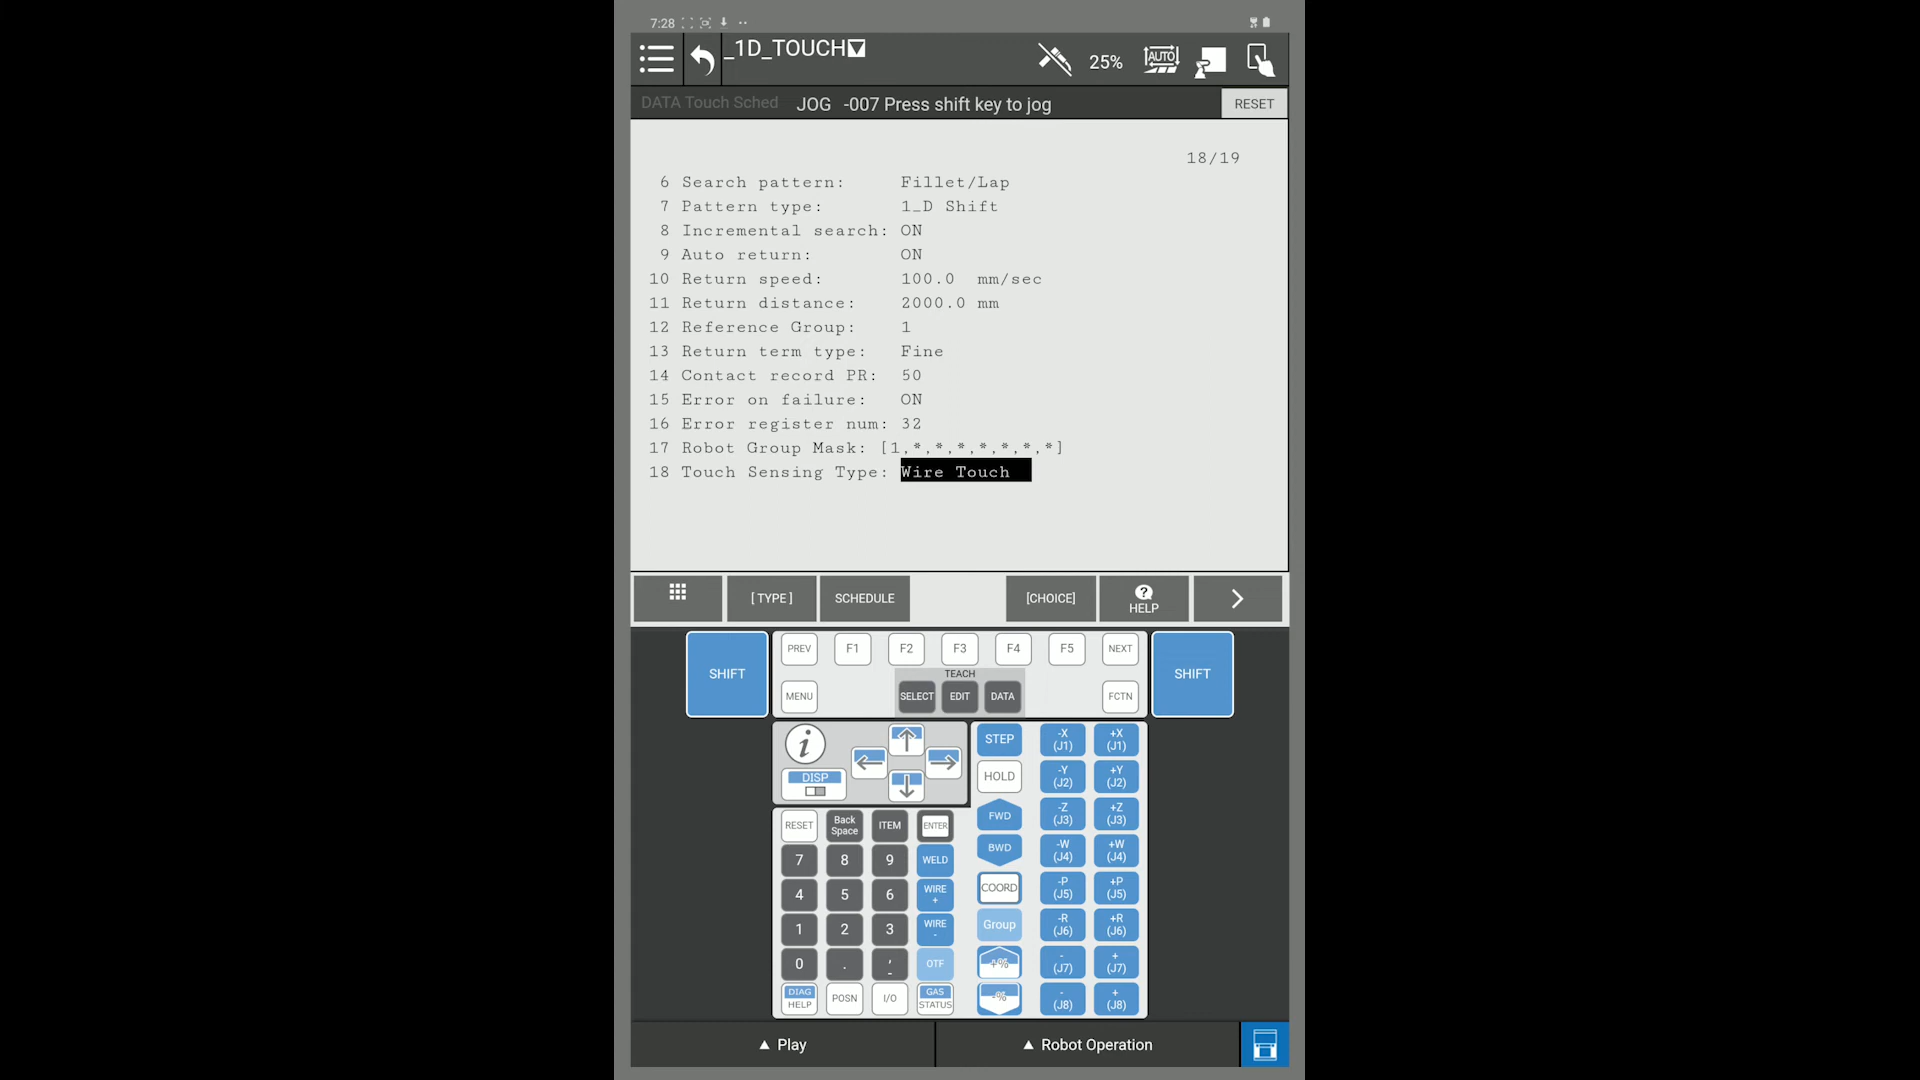 7:28
_1D_TOUCH
25%
AUTO
DATA Touch Sched JOG -007 Press shift key to jog RESET
18/19
6 Search pattern: Fillet/Lap
7 Pattern type: 1_D Shift
8 Incremental search: ON
9 Auto return: ON
10 Return speed: 100.0 mm/sec
11 Return distance: 2000.0 mm
12 Reference Group: 1
13 Return term type: Fine
14 Contact record PR: 50
15 Error on failure: ON
16 Error register num: 32
17 Robot Group Mask: [1,*,*,*,*,*,*,*]
18 Touch Sensing Type: Wire Touch
[ TYPE ] SCHEDULE [CHOICE] ? HELP >
SHIFT PREV F1 F2 F3 F4 F5 NEXT SHIFT
TEACH
MENU SELECT EDIT DATA FCTN
i
DISP
STEP -X (J1) +X (J1)
HOLD -Y (J2) +Y (J2)
FWD -Z (J3) +Z (J3)
BWD -W (J4) +W (J4)
COORD -P (J5) +P (J5)
Group -R (J6) +R (J6)
+% - (J7) + (J7)
-% - (J8) + (J8)
RESET Back Space ITEM ENTER
7 8 9 WELD
4 5 6 WIRE +
1 2 3 WIRE -
0 . ,- OTF
DIAG HELP POSN I/O GAS STATUS
Play Robot Operation